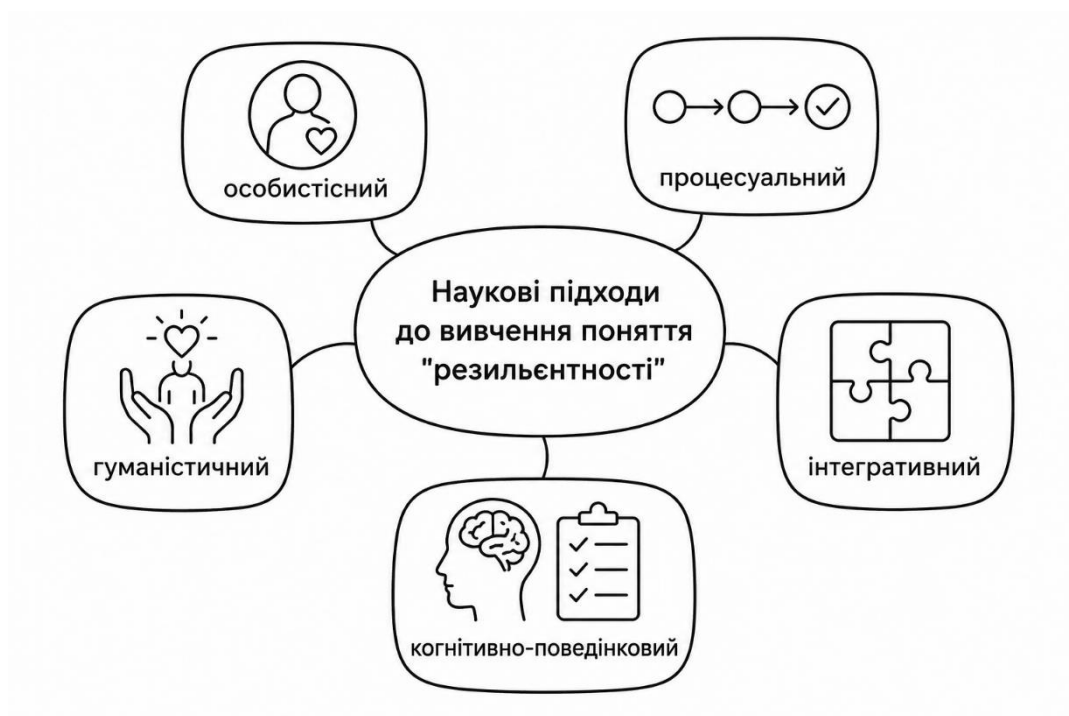 особистісний
процесуальний
Наукові підходи
до вивчення поняття
"резильєнтності"
гуманістичний
інтегративний
когнітивно-поведінковий